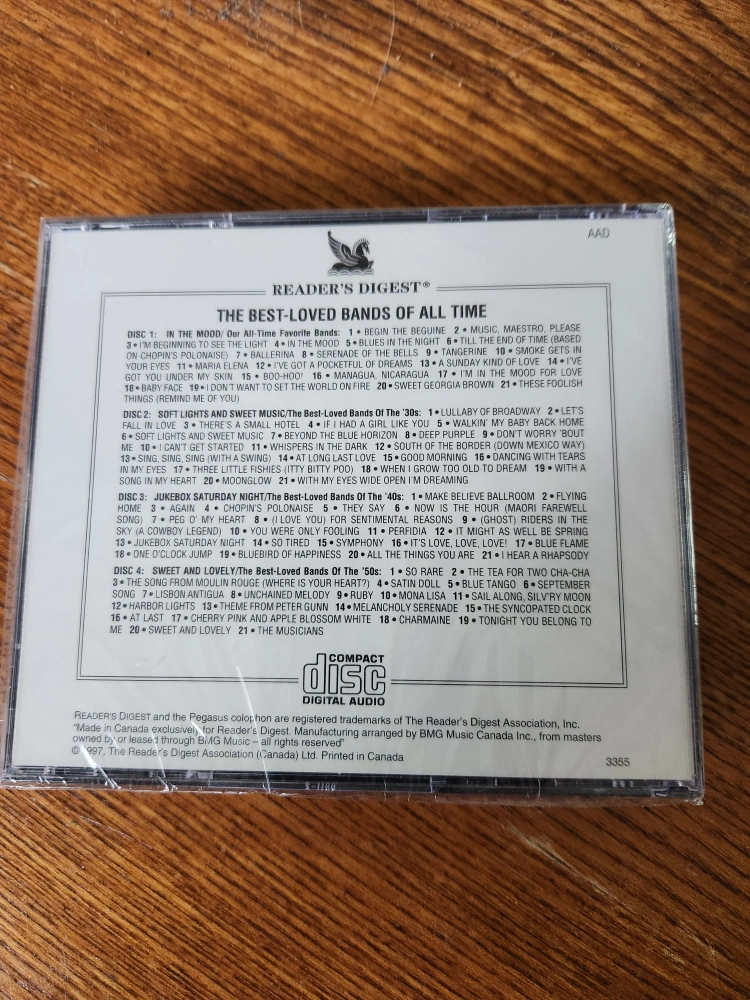 AAD
READER'S DIGEST®
THE BEST-LOVED BANDS OF ALL TIME
DISC 1: IN THE MOOD/ Our All-Time Favorite Bands: 1 • BEGIN THE BEGUINE 2 • MUSIC, MAESTRO, PLEASE
3 • I'M BEGINNING TO SEE THE LIGHT 4 • IN THE MOOD 5 • BLUES IN THE NIGHT 6 • TILL THE END OF TIME (BASED
ON CHOPIN'S POLONAISE) 7 • BALLERINA 8 • SERENADE OF THE BELLS 9 • TANGERINE 10 • SMOKE GETS IN
YOUR EYES 11 • MARIA ELENA 12 • I'VE GOT A POCKETFUL OF DREAMS 13 • A SUNDAY KIND OF LOVE 14 • I'VE
GOT YOU UNDER MY SKIN 15 • BOO-HOO! 16 • MANAGUA, NICARAGUA 17 • I'M IN THE MOOD FOR LOVE
18 • BABY FACE 19 • I DON'T WANT TO SET THE WORLD ON FIRE 20 • SWEET GEORGIA BROWN 21 • THESE FOOLISH
THINGS (REMIND ME OF YOU)
DISC 2: SOFT LIGHTS AND SWEET MUSIC/The Best-Loved Bands Of The '30s: 1 • LULLABY OF BROADWAY 2 • LET'S
FALL IN LOVE 3 • THERE'S A SMALL HOTEL 4 • IF I HAD A GIRL LIKE YOU 5 • WALKIN' MY BABY BACK HOME
6 • SOFT LIGHTS AND SWEET MUSIC 7 • BEYOND THE BLUE HORIZON 8 • DEEP PURPLE 9 • DON'T WORRY 'BOUT
ME 10 • I CAN'T GET STARTED 11 • WHISPERS IN THE DARK 12 • SOUTH OF THE BORDER (DOWN MEXICO WAY)
13 • SING, SING, SING (WITH A SWING) 14 • AT LONG LAST LOVE 15 • GOOD MORNING 16 • DANCING WITH TEARS
IN MY EYES 17 • THREE LITTLE FISHIES (ITTY BITTY POO) 18 • WHEN I GROW TOO OLD TO DREAM 19 • WITH A
SONG IN MY HEART 20 • MOONGLOW 21 • WITH MY EYES WIDE OPEN I'M DREAMING
DISC 3: JUKEBOX SATURDAY NIGHT/The Best-Loved Bands Of The '40s: 1 • MAKE BELIEVE BALLROOM 2 • FLYING
HOME 3 • AGAIN 4 • CHOPIN'S POLONAISE 5 • THEY SAY 6 • NOW IS THE HOUR (MAORI FAREWELL
SONG) 7 • PEG O' MY HEART 8 • (I LOVE YOU) FOR SENTIMENTAL REASONS 9 • (GHOST) RIDERS IN THE
SKY (A COWBOY LEGEND) 10 • YOU WERE ONLY FOOLING 11 • PERFIDIA 12 • IT MIGHT AS WELL BE SPRING
13 • JUKEBOX SATURDAY NIGHT 14 • SO TIRED 15 • SYMPHONY 16 • IT'S LOVE, LOVE, LOVE! 17 • BLUE FLAME
18 • ONE O'CLOCK JUMP 19 • BLUEBIRD OF HAPPINESS 20 • ALL THE THINGS YOU ARE 21 • I HEAR A RHAPSODY
DISC 4: SWEET AND LOVELY/The Best-Loved Bands Of The '50s: 1 • SO RARE 2 • THE TEA FOR TWO CHA-CHA
3 • THE SONG FROM MOULIN ROUGE (WHERE IS YOUR HEART?) 4 • SATIN DOLL 5 • BLUE TANGO 6 • SEPTEMBER
SONG 7 • LISBON ANTIGUA 8 • UNCHAINED MELODY 9 • RUBY 10 • MONA LISA 11 • SAIL ALONG, SILV'RY MOON
12 • HARBOR LIGHTS 13 • THEME FROM PETER GUNN 14 • MELANCHOLY SERENADE 15 • THE SYNCOPATED CLOCK
16 • AT LAST 17 • CHERRY PINK AND APPLE BLOSSOM WHITE 18 • CHARMAINE 19 • TONIGHT YOU BELONG TO
ME 20 • SWEET AND LOVELY 21 • THE MUSICIANS
COMPACT
disc
DIGITAL AUDIO
READER'S DIGEST and the Pegasus colophon are registered trademarks of The Reader's Digest Association, Inc.
"Made in Canada exclusively for Reader's Digest. Manufacturing arranged by BMG Music Canada Inc., from masters
owned by or leased through BMG Music – all rights reserved"
© 1997, The Reader's Digest Association (Canada) Ltd. Printed in Canada
3355